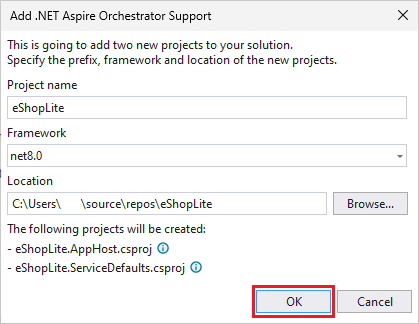 Add .NET Aspire Orchestrator Support
This is going to add two new projects to your solution.
Specify the prefix, framework and location of the new projects.
Project name
eShopLite
Framework
net8.0
Location
C:\Users\ \source\repos\eShopLite
Browse...
The following projects will be created:
- eShopLite.AppHost.csproj
- eShopLite.ServiceDefaults.csproj
OK
Cancel